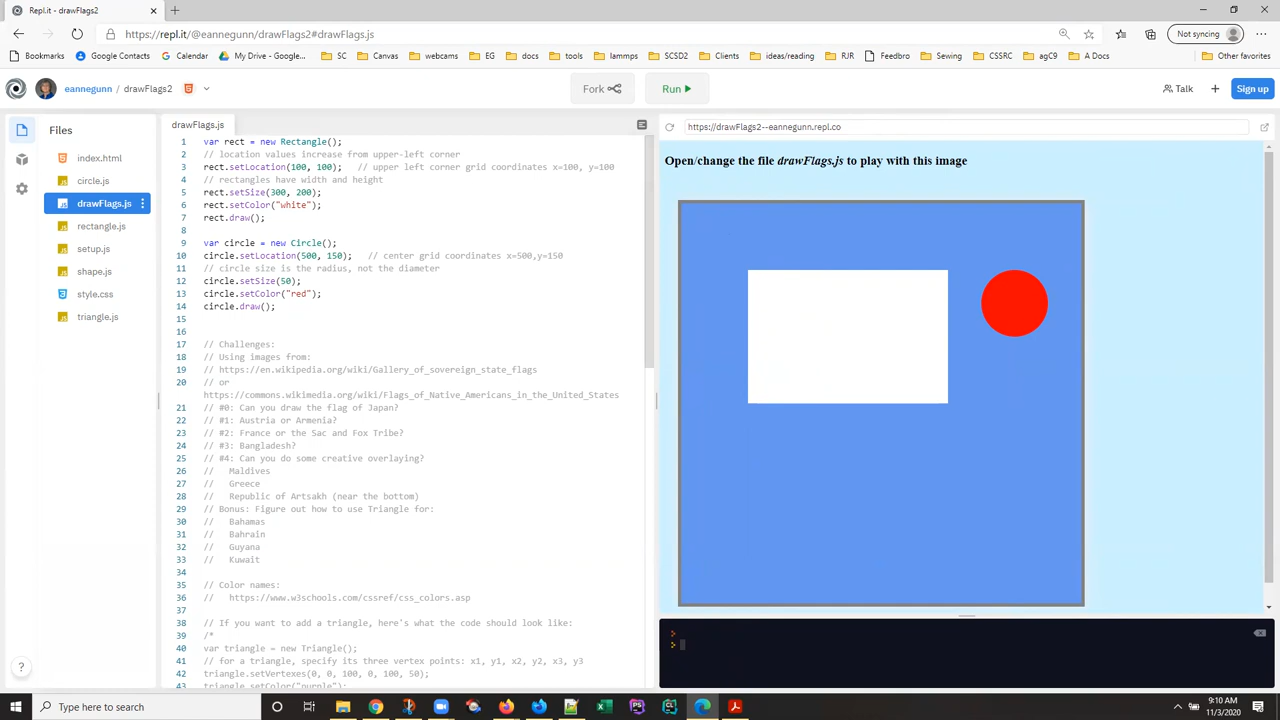 Repl.it - drawFlags2
https://repl.it/@eannegunn/drawFlags2#drawFlags.js
Not syncing
Bookmarks Google Contacts Calendar My Drive - Googl... SC Canvas webcams EG docs tools lammps SCSD2 Clients ideas/reading RJR Feedbro Sewing CSSRC agC9 A Docs Other favorites
eannegunn / drawFlags2 Fork Run Talk + Sign up
Files
index.html
circle.js
drawFlags.js
rectangle.js
setup.js
shape.js
style.css
triangle.js
drawFlags.js
1 var rect = new Rectangle();
2 // location values increase from upper-left corner
3 rect.setLocation(100, 100); // upper left corner grid coordinates x=100, y=100
4 // rectangles have width and height
5 rect.setSize(300, 200);
6 rect.setColor("white");
7 rect.draw();
8
9 var circle = new Circle();
10 circle.setLocation(500, 150); // center grid coordinates x=500,y=150
11 // circle size is the radius, not the diameter
12 circle.setSize(50);
13 circle.setColor("red");
14 circle.draw();
15
16
17 // Challenges:
18 // Using images from:
19 // https://en.wikipedia.org/wiki/Gallery_of_sovereign_state_flags
20 // or
https://commons.wikimedia.org/wiki/Flags_of_Native_Americans_in_the_United_States
21 // #0: Can you draw the flag of Japan?
22 // #1: Austria or Armenia?
23 // #2: France or the Sac and Fox Tribe?
24 // #3: Bangladesh?
25 // #4: Can you do some creative overlaying?
26 // Maldives
27 // Greece
28 // Republic of Artsakh (near the bottom)
29 // Bonus: Figure out how to use Triangle for:
30 // Bahamas
31 // Bahrain
32 // Guyana
33 // Kuwait
34
35 // Color names:
36 // https://www.w3schools.com/cssref/css_colors.asp
37
38 // If you want to add a triangle, here's what the code should look like:
39 /*
40 var triangle = new Triangle();
41 // for a triangle, specify its three vertex points: x1, y1, x2, y2, x3, y3
42 triangle.setVertexes(0, 0, 100, 0, 100, 50);
43 triangle.setColor("purple");
https://drawFlags2--eannegunn.repl.co
Open/change the file drawFlags.js to play with this image
?
Type here to search
9:10 AM
11/3/2020